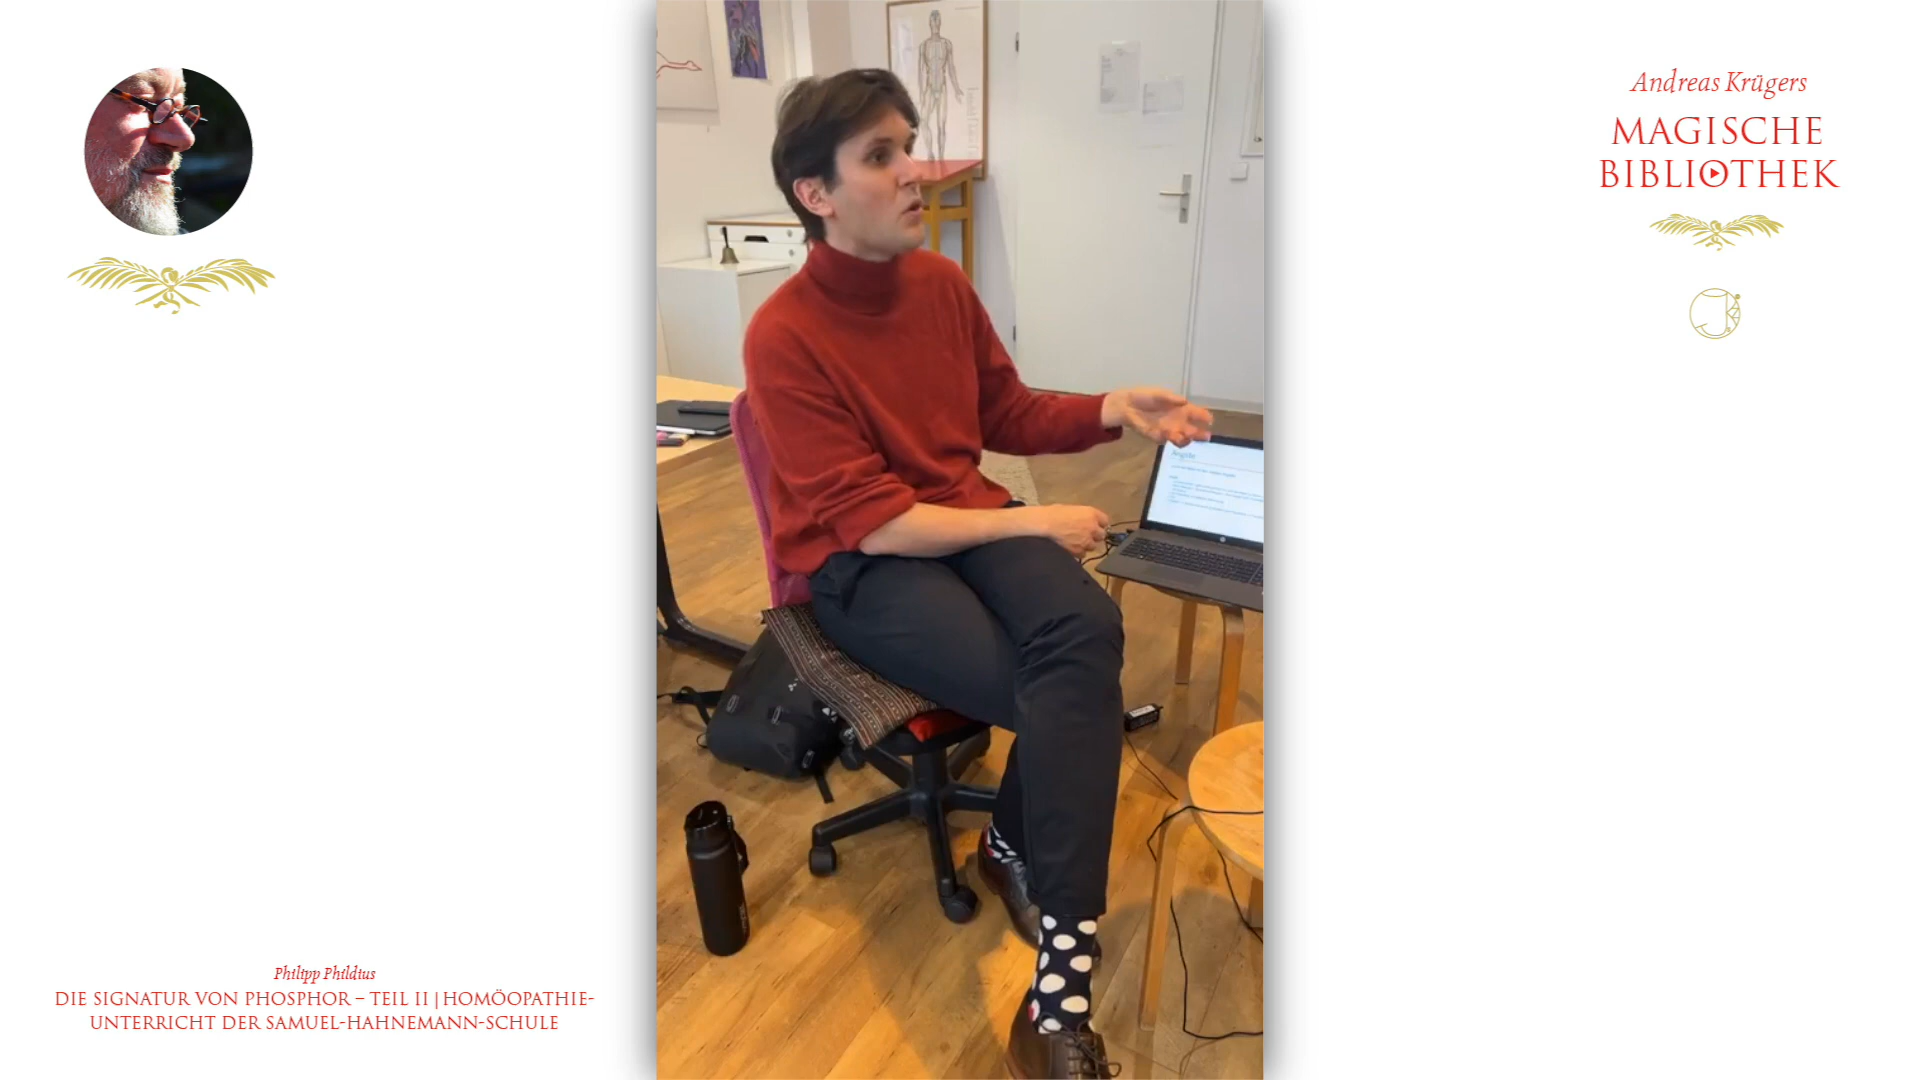 Andreas Krügers
MAGISCHE
BIBLIOTHEK
Philipp Phildius
DIE SIGNATUR VON PHOSPHOR – TEIL II | HOMÖOPATHIE-
UNTERRICHT DER SAMUEL-HAHNEMANN-SCHULE